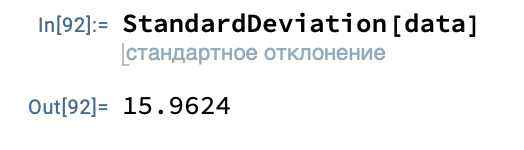 In[92]:= StandardDeviation[data]
стандартное отклонение
Out[92]= 15.9624